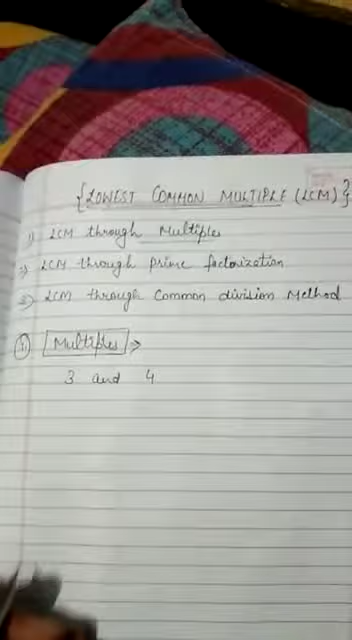 {LOWEST COMMON MULTIPLE (LCM)}
1) LCM through Multiples
2) LCM through prime factorization
3) LCM through Common division Method
(1) Multiples
3 and 4